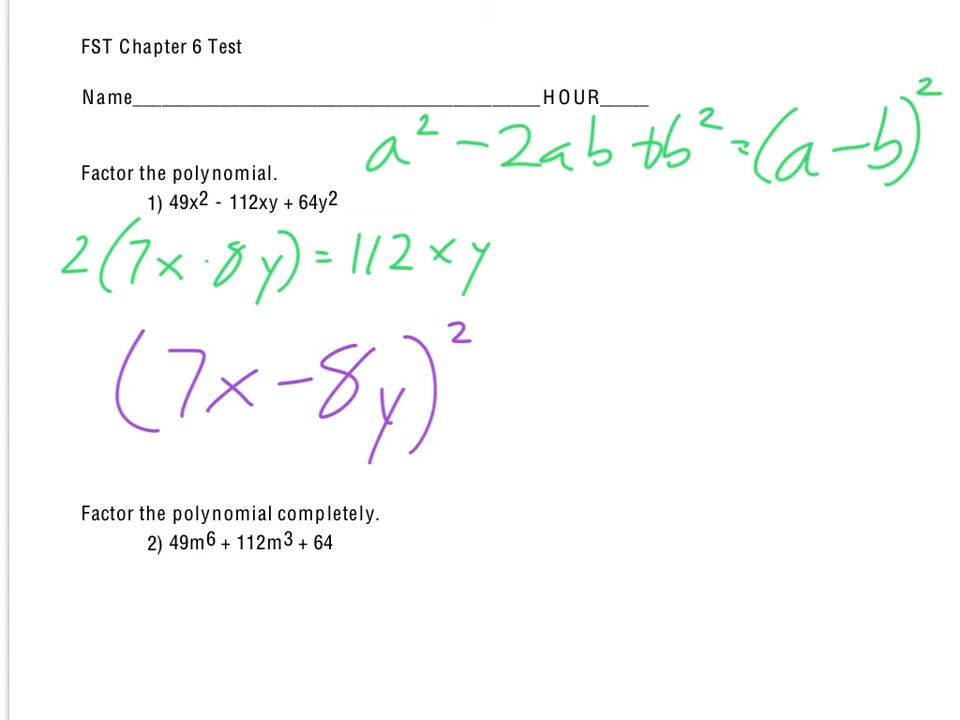 FST Chapter 6 Test
Name___________________________________HOUR_____
a² - 2ab + b² = (a - b)²
Factor the polynomial.
1) 49x² - 112xy + 64y²
2(7x · 8y) = 112xy
(7x - 8y)²
Factor the polynomial completely.
2) 49m⁶ + 112m³ + 64